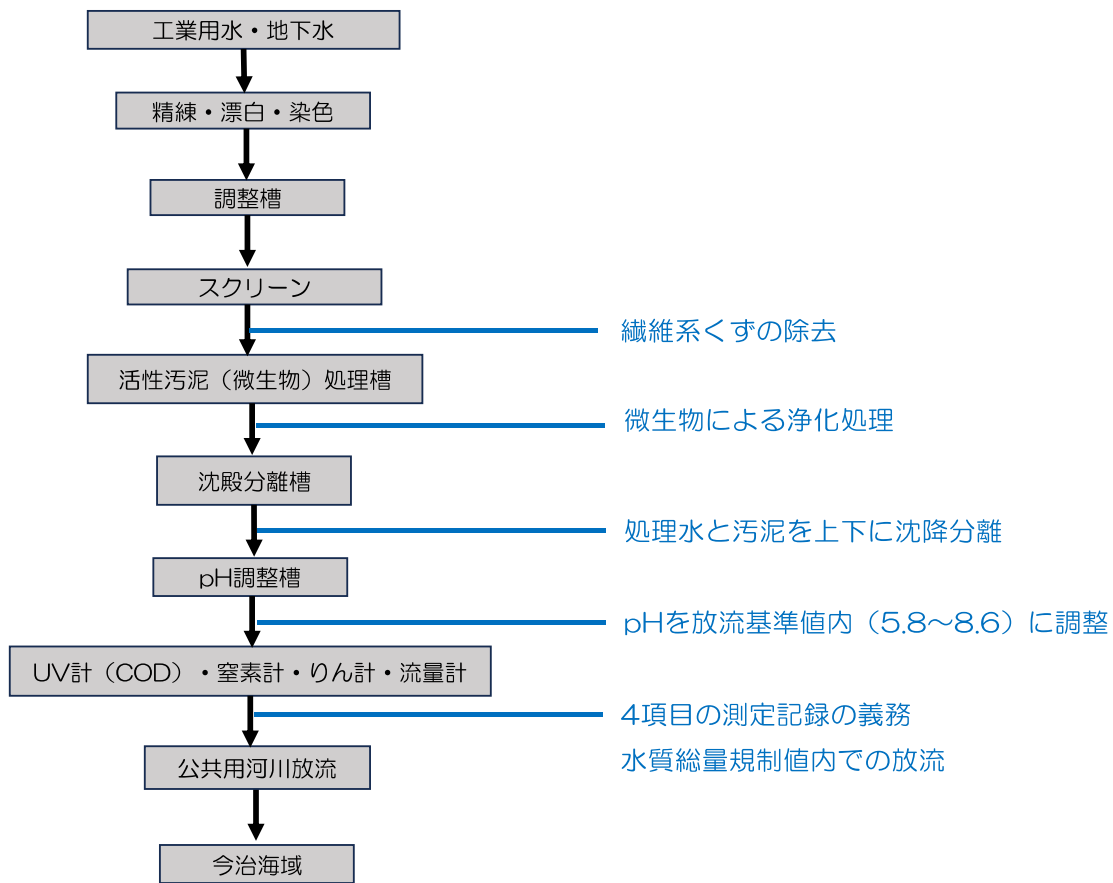 工業用水・地下水
精練・漂白・染色
調整槽
スクリーン
繊維系くずの除去
活性汚泥（微生物）処理槽
微生物による浄化処理
沈殿分離槽
処理水と汚泥を上下に沈降分離
pH調整槽
pHを放流基準値内（5.8～8.6）に調整
UV計（COD）・窒素計・りん計・流量計
4項目の測定記録の義務
水質総量規制値内での放流
公共用河川放流
今治海域